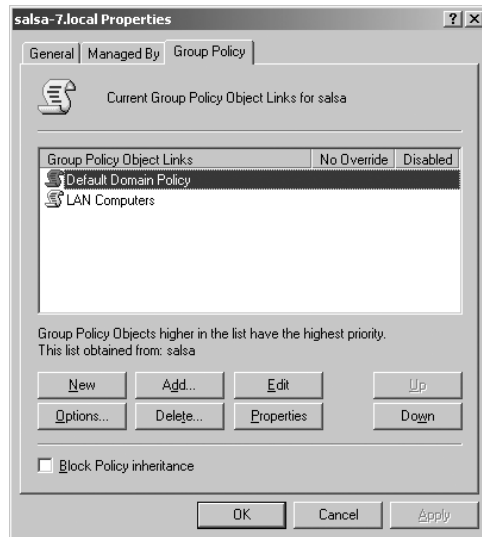 salsa-7.local Properties
General Managed By Group Policy
Current Group Policy Object Links for salsa
Group Policy Object Links No Override Disabled
Default Domain Policy
LAN Computers
Group Policy Objects higher in the list have the highest priority.
This list obtained from: salsa
New Add... Edit Up
Options... Delete... Properties Down
Block Policy inheritance
OK Cancel Apply